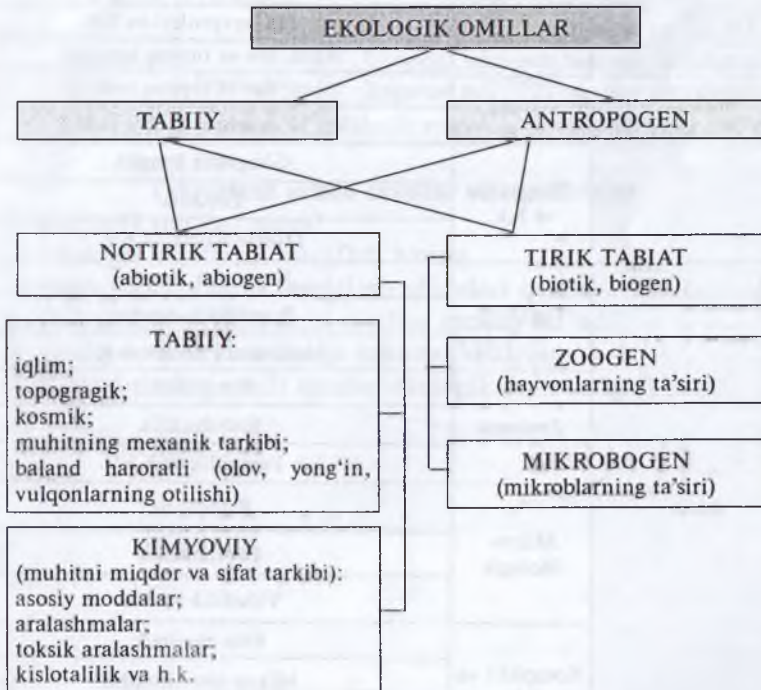 EKOLOGIK OMILLAR
TABIIY
ANTROPOGEN
NOTIRIK TABIAT
(abiotik, abiogen)
TIRIK TABIAT
(biotik, biogen)
TABIIY:
iqlim;
topogragik;
kosmik;
muhitning mexanik tarkibi;
baland haroratli (olov, yong‘in,
vulqonlarning otilishi)
ZOOGEN
(hayvonlarning ta’siri)
MIKROBOGEN
(mikroblarning ta’siri)
KIMYOVIY
(muhitni miqdor va sifat tarkibi):
asosiy moddalar;
aralashmalar;
toksik aralashmalar;
kislotalilik va h.k.